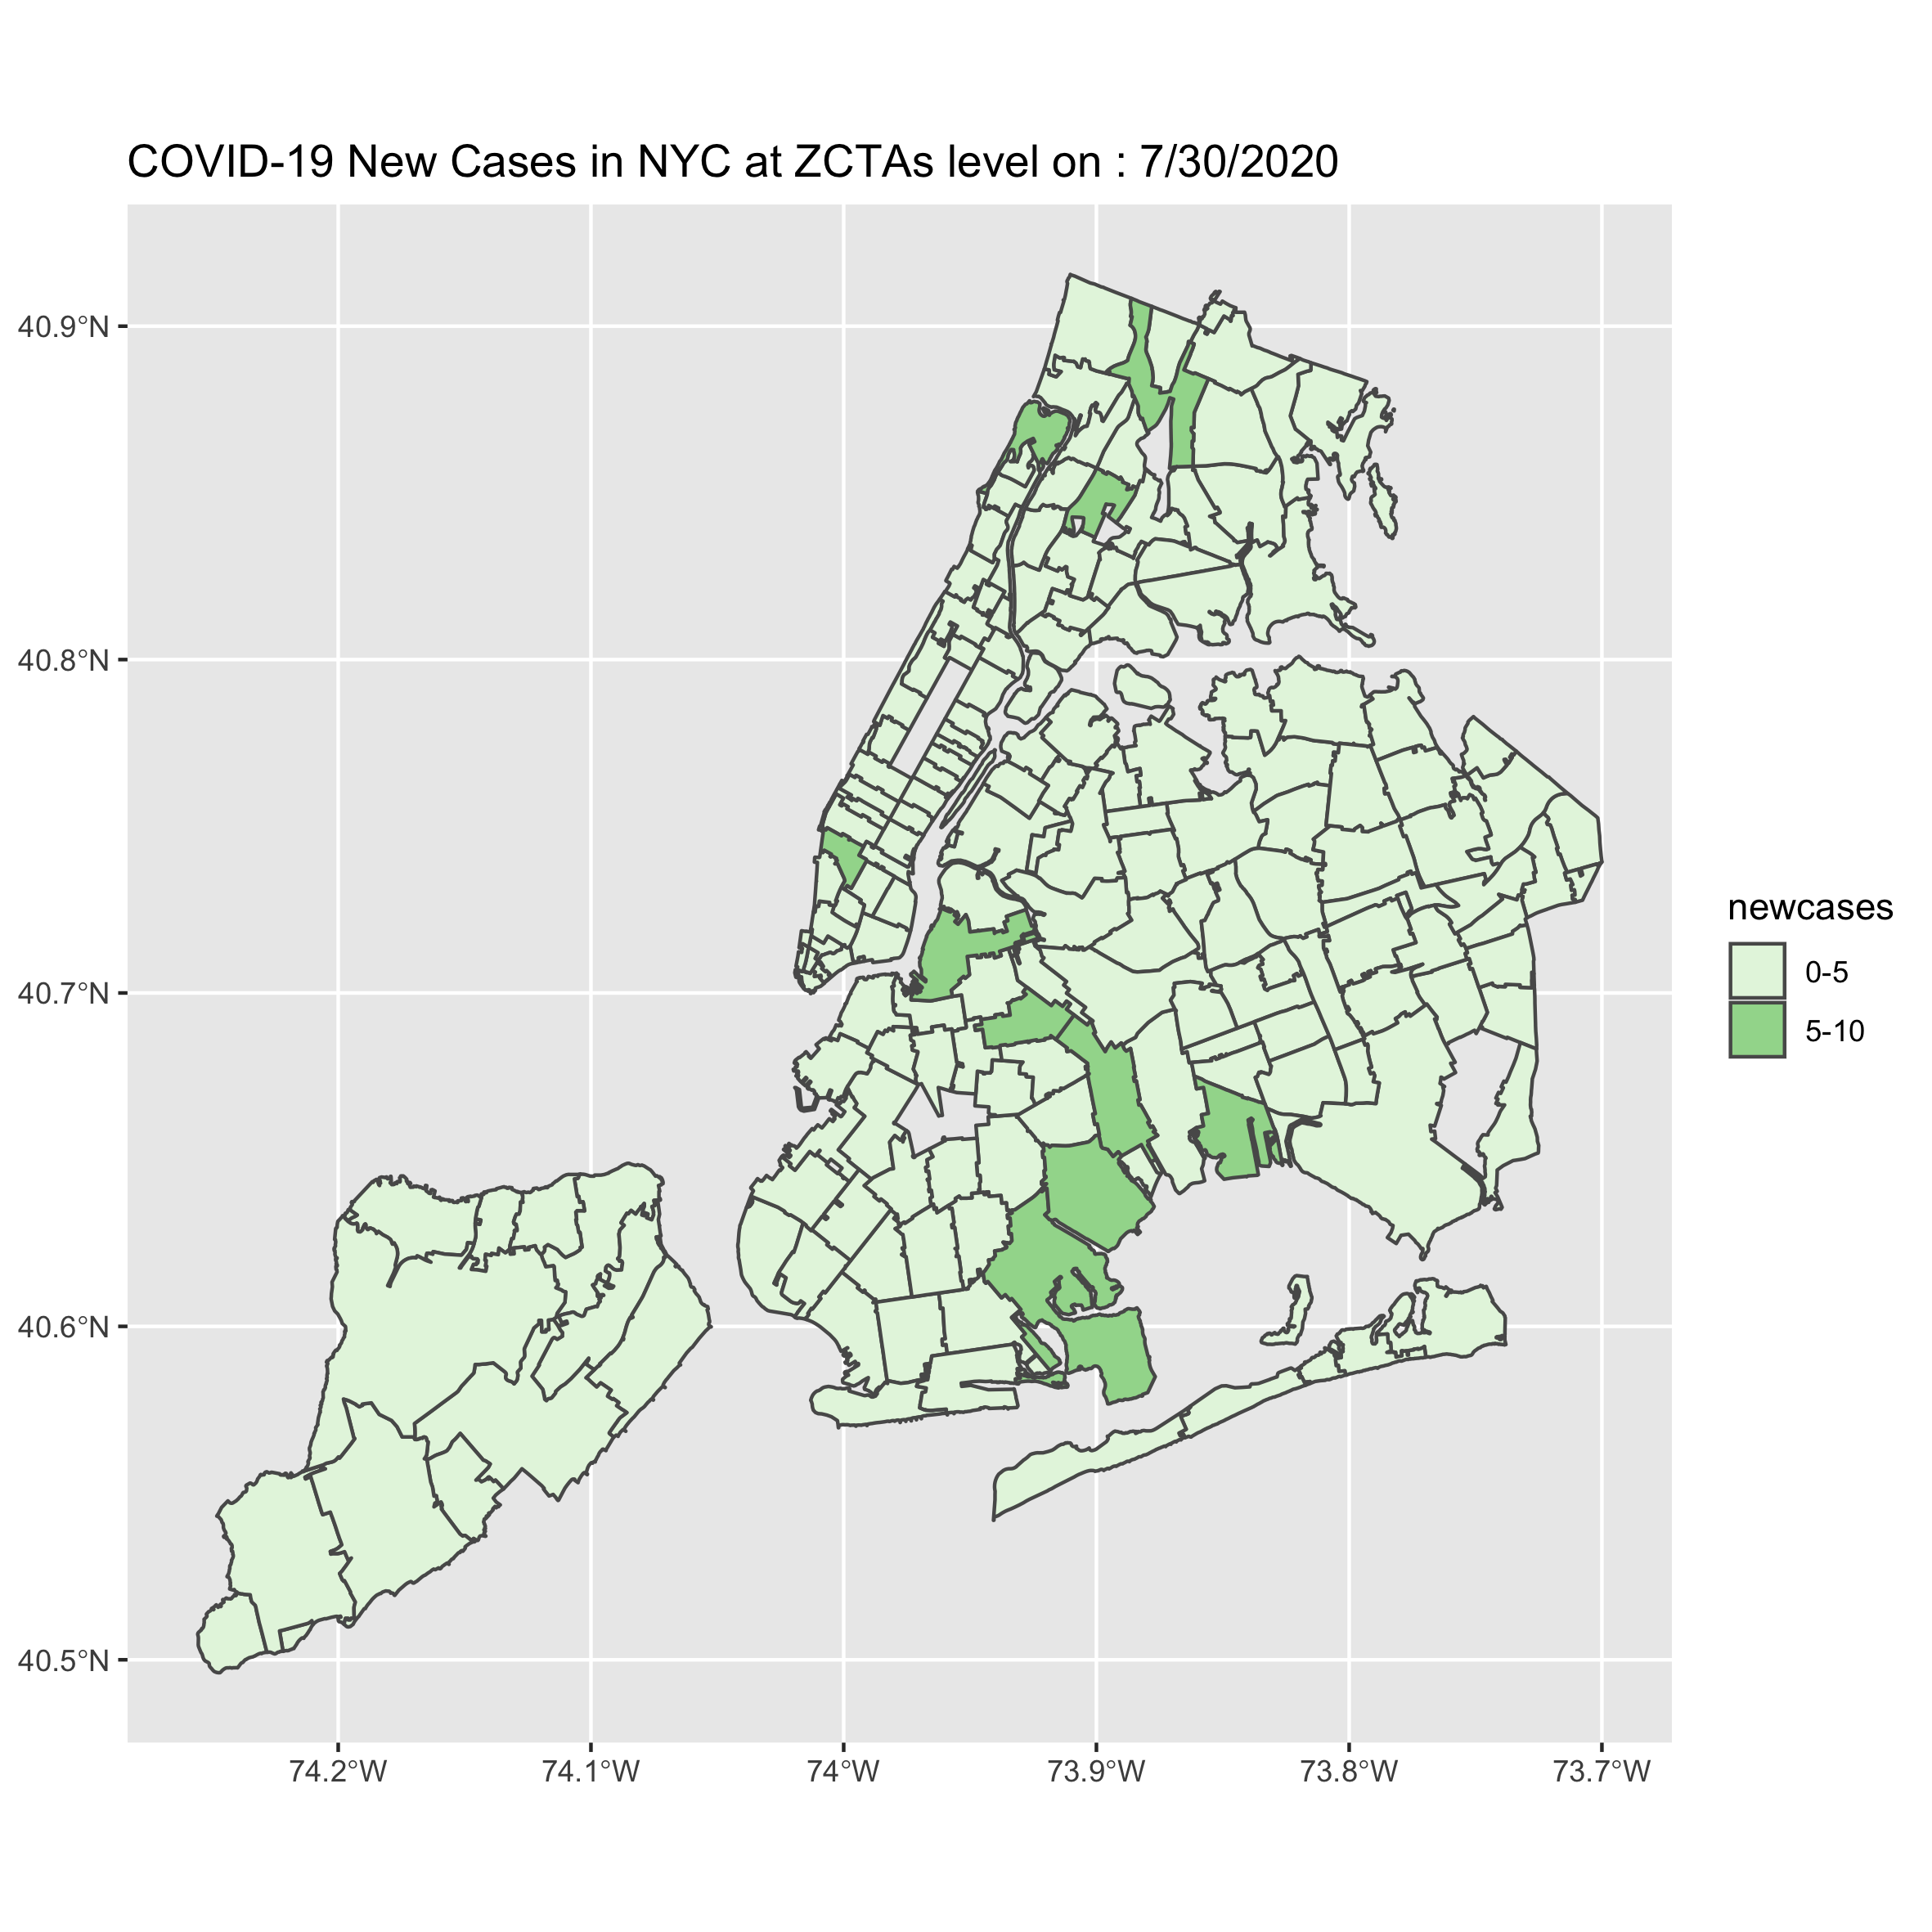 COVID-19 New Cases in NYC at ZCTAs level on : 7/30/2020
40.9°N
40.8°N
40.7°N
40.6°N
40.5°N
74.2°W
74.1°W
74°W
73.9°W
73.8°W
73.7°W
newcases
0-5
5-10